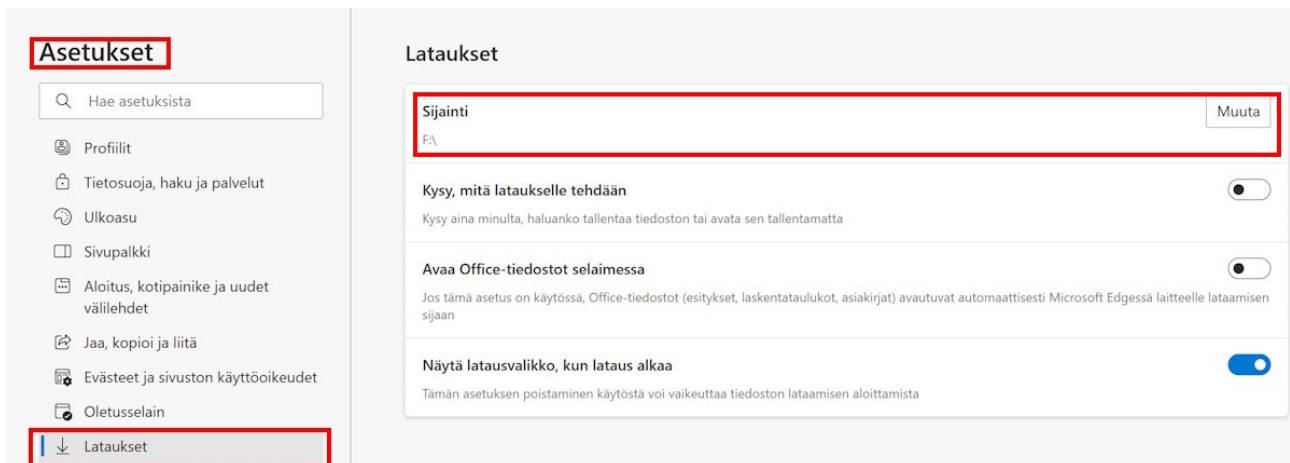 Asetukset
Hae asetuksista
Profiilit
Tietosuoja, haku ja palvelut
Ulkoasu
Sivupalkki
Aloitus, kotipainike ja uudet
välilehdet
Jaa, kopioi ja liitä
Evästeet ja sivuston käyttöoikeudet
Oletusselain
Lataukset
Lataukset
Sijainti
Muuta
F:\
Kysy, mitä lataukselle tehdään
Kysy aina minulta, haluanko tallentaa tiedoston tai avata sen tallentamatta
Avaa Office-tiedostot selaimessa
Jos tämä asetus on käytössä, Office-tiedostot (esitykset, laskentataulukot, asiakirjat) avautuvat automaattisesti Microsoft Edgessä laitteelle lataamisen
sijaan
Näytä latausvalikko, kun lataus alkaa
Tämän asetuksen poistaminen käytöstä voi vaikeuttaa tiedoston lataamisen aloittamista